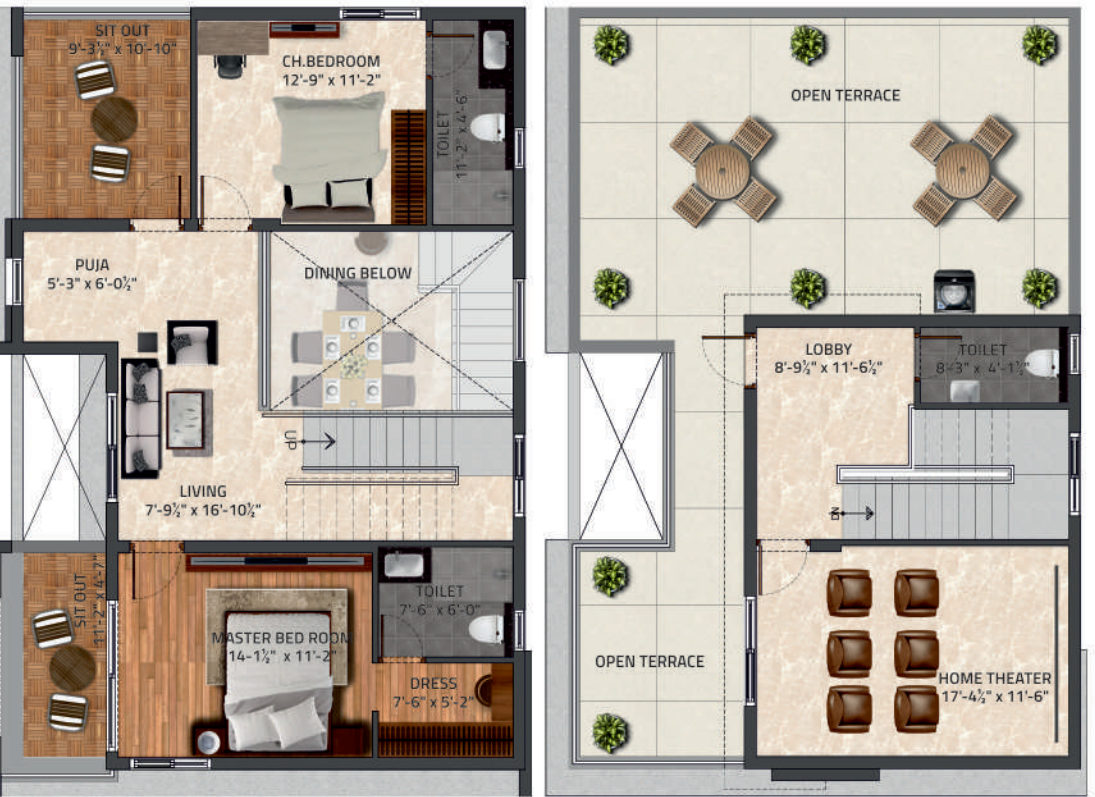 SIT OUT
9'-3½" x 10'-10"
CH.BEDROOM
12'-9" x 11'-2"
TOILET
11'-2" x 4'-6"
PUJA
5'-3" x 6'-0½"
DINING BELOW
UP
LIVING
7'-9½" x 16'-10½"
SIT OUT
11'-2" x 4'-7"
MASTER BED ROOM
14-1½" x 11'-2"
TOILET
7'-6" x 6'-0"
DRESS
7'-6" x 5'-2"
OPEN TERRACE
LOBBY
8'-9½" x 11'-6½"
TOILET
8'-3" x 4'-1½"
DN
OPEN TERRACE
HOME THEATER
17'-4½" x 11'-6"